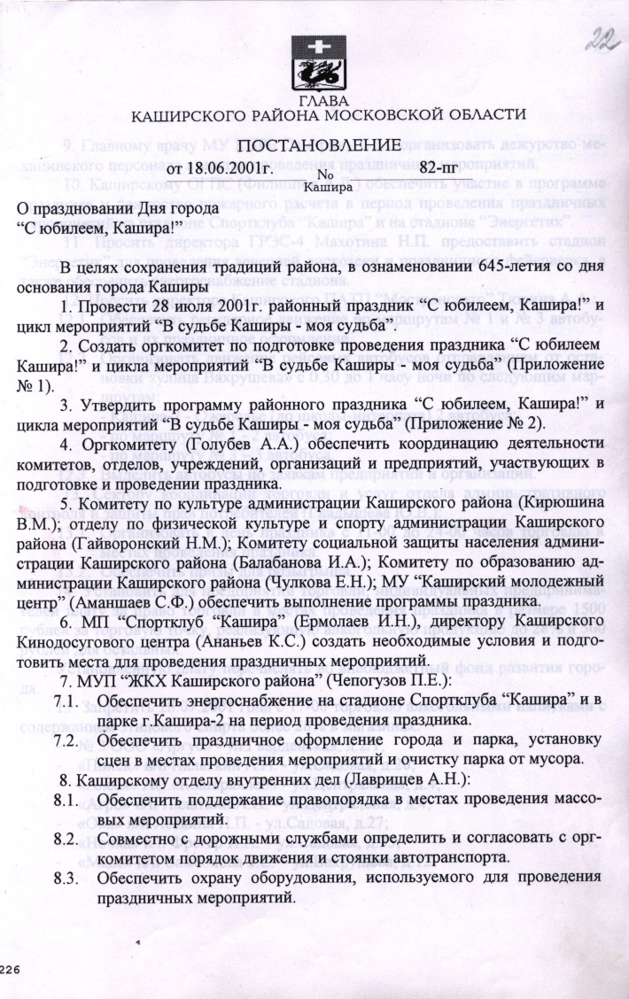 22
ГЛАВА
КАШИРСКОГО РАЙОНА МОСКОВСКОЙ ОБЛАСТИ
ПОСТАНОВЛЕНИЕ
от 18.06.2001г. № 82-пг
Кашира
О праздновании Дня города
“С юбилеем, Кашира!”
В целях сохранения традиций района, в ознаменовании 645-летия со дня
основания города Каширы
1. Провести 28 июля 2001г. районный праздник “С юбилеем, Кашира!” и
цикл мероприятий “В судьбе Каширы - моя судьба”.
2. Создать оргкомитет по подготовке проведения праздника “С юбилеем
Кашира!” и цикла мероприятий “В судьбе Каширы - моя судьба” (Приложение
№ 1).
3. Утвердить программу районного праздника “С юбилеем, Кашира!” и
цикла мероприятий “В судьбе Каширы - моя судьба” (Приложение № 2).
4. Оргкомитету (Голубев А.А.) обеспечить координацию деятельности
комитетов, отделов, учреждений, организаций и предприятий, участвующих в
подготовке и проведении праздника.
5. Комитету по культуре администрации Каширского района (Кирюшина
В.М.); отделу по физической культуре и спорту администрации Каширского
района (Гайворонский Н.М.); Комитету социальной защиты населения админи-
страции Каширского района (Балабанова И.А.); Комитету по образованию ад-
министрации Каширского района (Чулкова Е.Н.); МУ “Каширский молодежный
центр” (Аманшаев С.Ф.) обеспечить выполнение программы праздника.
6. МП “Спортклуб “Кашира” (Ермолаев И.Н.), директору Каширского
Кинодосугового центра (Ананьев К.С.) создать необходимые условия и подго-
товить места для проведения праздничных мероприятий.
7. МУП “ЖКХ Каширского района” (Чепогузов П.Е.):
7.1. Обеспечить энергоснабжение на стадионе Спортклуба “Кашира” и в
парке г.Кашира-2 на период проведения праздника.
7.2. Обеспечить праздничное оформление города и парка, установку
сцен в местах проведения мероприятий и очистку парка от мусора.
8. Каширскому отделу внутренних дел (Лаврищев А.Н.):
8.1. Обеспечить поддержание правопорядка в местах проведения массо-
вых мероприятий.
8.2. Совместно с дорожными службами определить и согласовать с орг-
комитетом порядок движения и стоянки автотранспорта.
8.3. Обеспечить охрану оборудования, используемого для проведения
праздничных мероприятий.
226